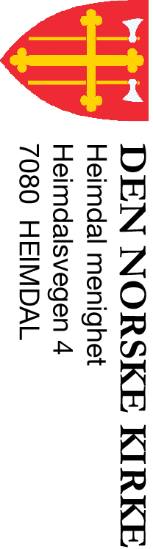 DEN NORSKE KIRKE
Heimdal menighet
Heimdalsvegen 4
7080 HEIMDAL